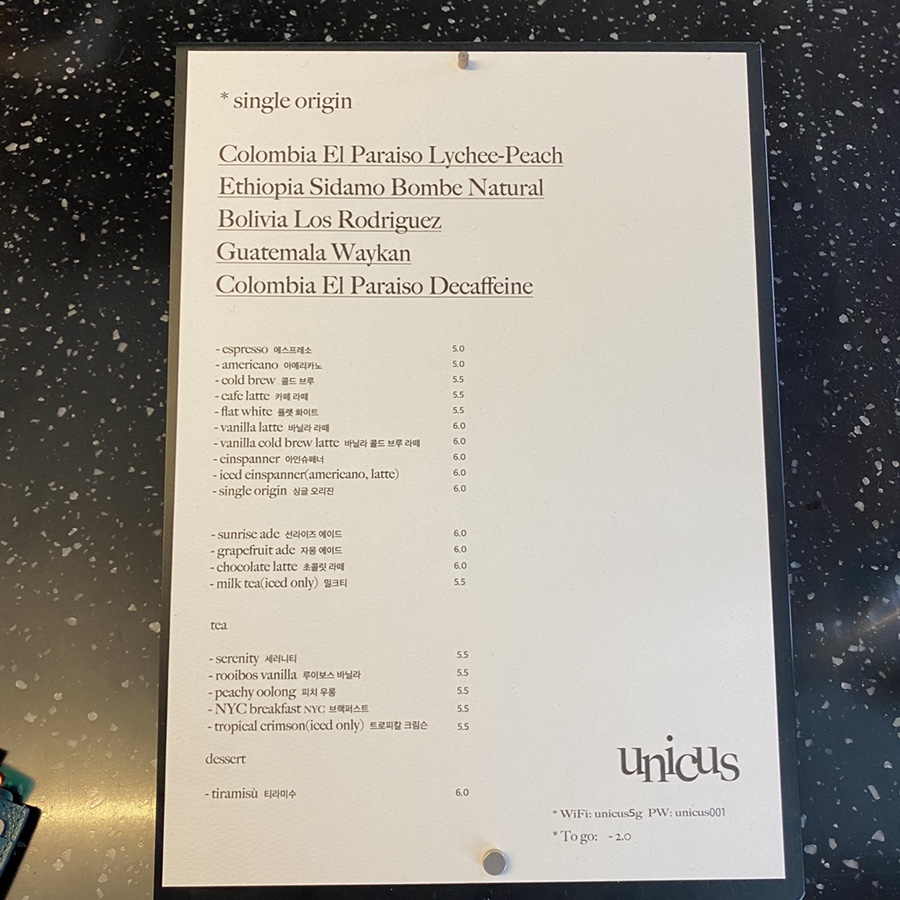 * single origin
Colombia El Paraiso Lychee-Peach
Ethiopia Sidamo Bombe Natural
Bolivia Los Rodriguez
Guatemala Waykan
Colombia El Paraiso Decaffeine
- espresso 에스프레소 5.0
- americano 아메리카노 5.0
- cold brew 콜드 브루 5.5
- cafe latte 카페 라떼 5.5
- flat white 플랫 화이트 5.5
- vanilla latte 바닐라 라떼 6.0
- vanilla cold brew latte 바닐라 콜드 브루 라떼 6.0
- einspanner 아인슈페너 6.0
- iced einspanner(americano, latte) 6.0
- single origin 싱글 오리진 6.0
- sunrise ade 선라이즈 에이드 6.0
- grapefruit ade 자몽 에이드 6.0
- chocolate latte 초콜릿 라떼 6.0
- milk tea(iced only) 밀크티 5.5
tea
- serenity 세러니티 5.5
- rooibos vanilla 루이보스 바닐라 5.5
- peachy oolong 피치 우롱 5.5
- NYC breakfast NYC 브랙퍼스트 5.5
- tropical crimson(iced only) 트로피칼 크림슨 5.5
dessert
- tiramisù 티라미수 6.0
unicus
* WiFi: unicus5g PW: unicus001
* To go: - 2.0